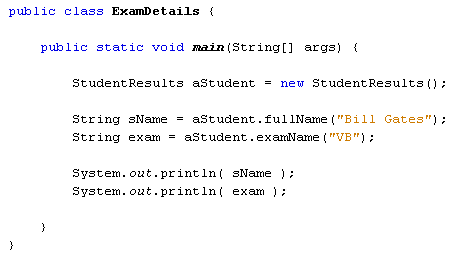 public class ExamDetails {
public static void main(String[] args) {
StudentResults aStudent = new StudentResults();
String sName = aStudent.fullName("Bill Gates");
String exam = aStudent.examName("VB");
System.out.println( sName );
System.out.println( exam );
}
}